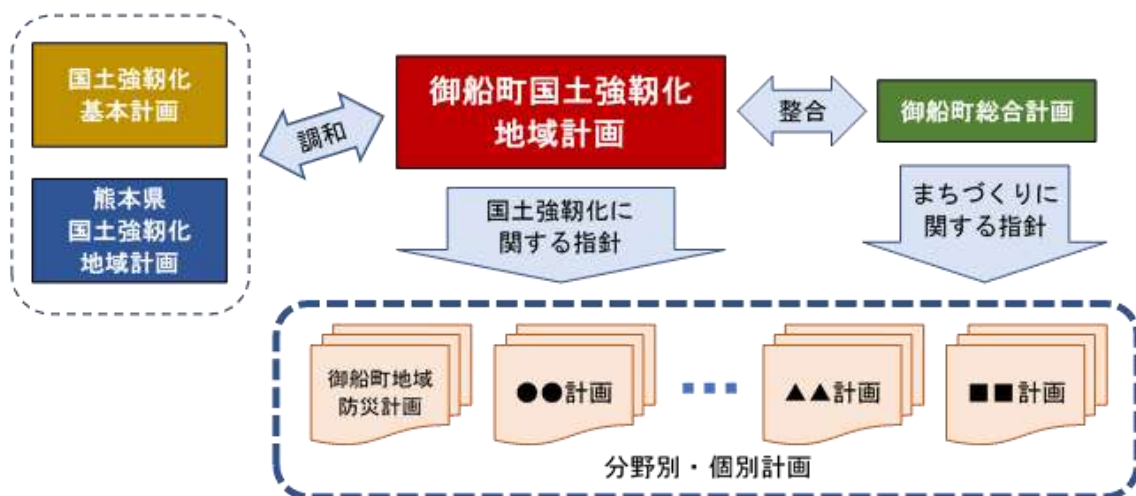 国土強靭化
基本計画
熊本県
国土強靭化
地域計画
調和
御船町国土強靭化
地域計画
整合
御船町総合計画
国土強靭化に
関する指針
まちづくりに
関する指針
御船町地域
防災計画
●●計画
▲▲計画
■■計画
分野別・個別計画